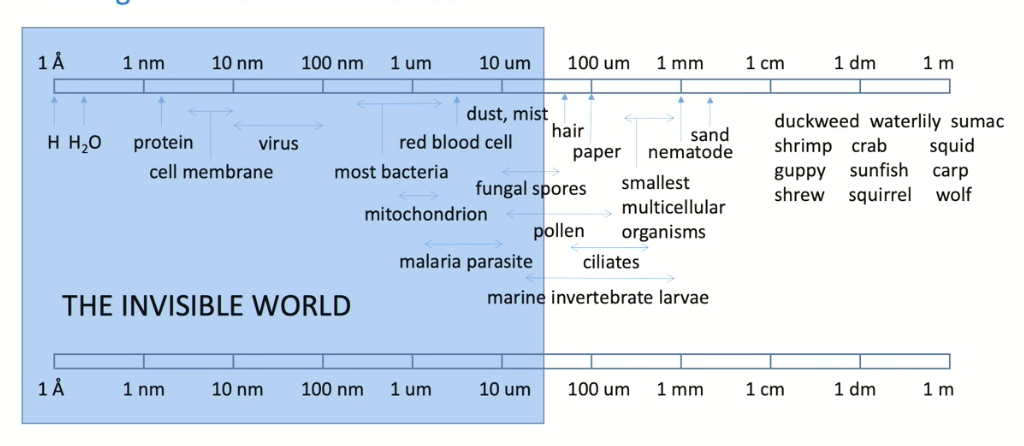 1 Å 1 nm 10 nm 100 nm 1 um 10 um 100 um 1 mm 1 cm 1 dm 1 m
dust, mist
H H₂O protein virus red blood cell hair sand duckweed waterlily sumac
paper nematode shrimp crab squid
cell membrane most bacteria guppy sunfish carp
fungal spores smallest shrew squirrel wolf
mitochondrion multicellular
pollen organisms
malaria parasite ciliates
marine invertebrate larvae
THE INVISIBLE WORLD
1 Å 1 nm 10 nm 100 nm 1 um 10 um 100 um 1 mm 1 cm 1 dm 1 m